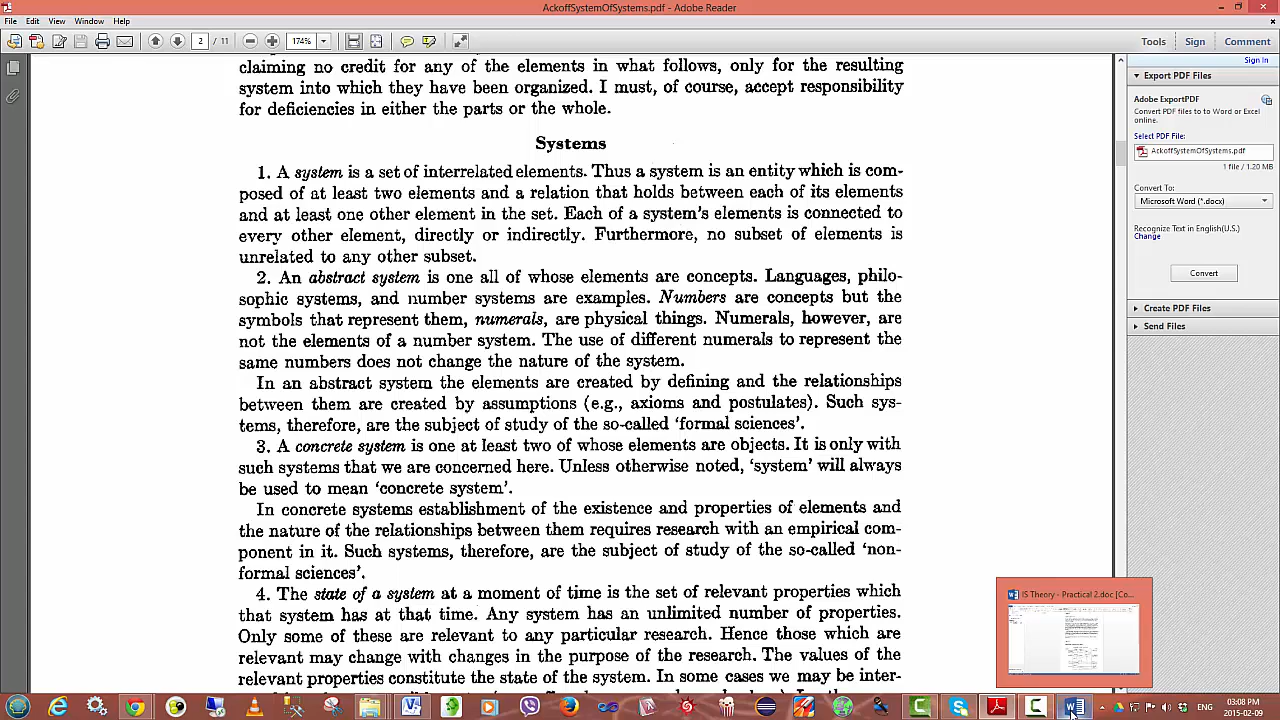 AckoffSystemOfSystems.pdf - Adobe Reader
File Edit View Window Help
2 / 11 174% Tools Sign Comment
Sign In
claiming no credit for any of the elements in what follows, only for the resulting
system into which they have been organized. I must, of course, accept responsibility
for deficiencies in either the parts or the whole.
Systems
1. A system is a set of interrelated elements. Thus a system is an entity which is com-
posed of at least two elements and a relation that holds between each of its elements
and at least one other element in the set. Each of a system's elements is connected to
every other element, directly or indirectly. Furthermore, no subset of elements is
unrelated to any other subset.
2. An abstract system is one all of whose elements are concepts. Languages, philo-
sophic systems, and number systems are examples. Numbers are concepts but the
symbols that represent them, numerals, are physical things. Numerals, however, are
not the elements of a number system. The use of different numerals to represent the
same numbers does not change the nature of the system.
In an abstract system the elements are created by defining and the relationships
between them are created by assumptions (e.g., axioms and postulates). Such sys-
tems, therefore, are the subject of study of the so-called 'formal sciences'.
3. A concrete system is one at least two of whose elements are objects. It is only with
such systems that we are concerned here. Unless otherwise noted, 'system' will always
be used to mean 'concrete system'.
In concrete systems establishment of the existence and properties of elements and
the nature of the relationships between them requires research with an empirical com-
ponent in it. Such systems, therefore, are the subject of study of the so-called 'non-
formal sciences'.
4. The state of a system at a moment of time is the set of relevant properties which
that system has at that time. Any system has an unlimited number of properties.
Only some of these are relevant to any particular research. Hence those which are
relevant may change with changes in the purpose of the research. The values of the
relevant properties constitute the state of the system. In some cases we may be inter-
Export PDF Files
Adobe ExportPDF
Convert PDF files to to Word or Excel
online.
Select PDF File:
AckoffSystemOfSystems.pdf
1 file / 1.20 MB
Convert To:
Microsoft Word (*.docx)
Recognize Text in English(U.S.)
Change
Convert
Create PDF Files
Send Files
IS Theory - Practical 2.doc [Co...
ENG
03:08 PM
2015-02-09